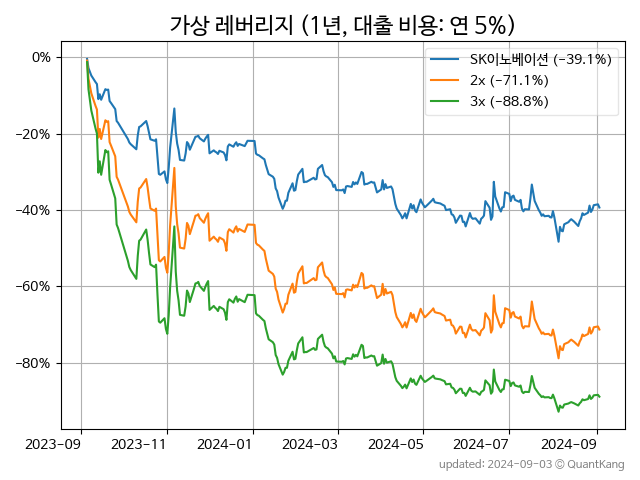 가상 레버리지 (1년, 대출 비용: 연 5%)
SK이노베이션 (−39.1%)
2x (−71.1%)
3x (−88.8%)
0%
−20%
−40%
−60%
−80%
2023-09 2023-11 2024-01 2024-03 2024-05 2024-07 2024-09
updated: 2024-09-03 © QuantKang